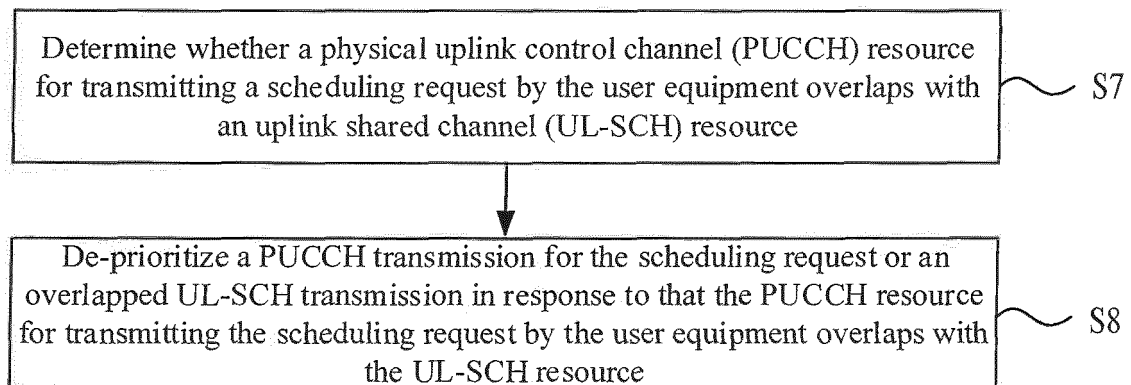 Determine whether a physical uplink control channel (PUCCH) resource
for transmitting a scheduling request by the user equipment overlaps with
an uplink shared channel (UL-SCH) resource
S7
De-prioritize a PUCCH transmission for the scheduling request or an
overlapped UL-SCH transmission in response to that the PUCCH resource
for transmitting the scheduling request by the user equipment overlaps with
the UL-SCH resource
S8